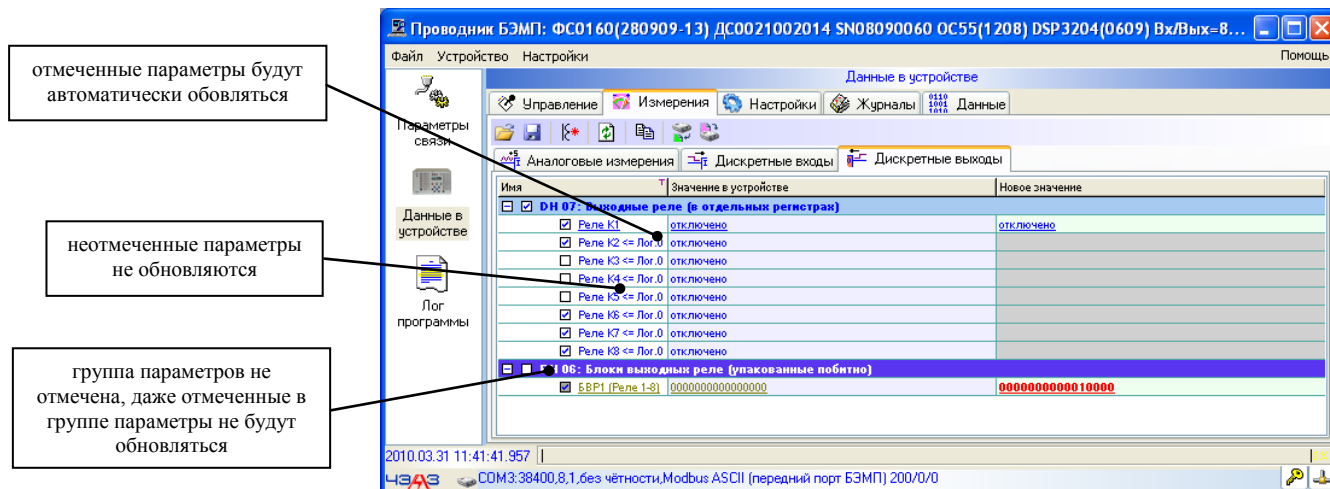 отмеченные параметры будут
автоматически обовляться
неотмеченные параметры
не обновляются
группа параметров не
отмечена, даже отмеченные в
группе параметры не будут
обновляться
Проводник БЭМП: ФС0160(280909-13) ДС0021002014 SN08090060 ОС55(1208) DSP3204(0609) Вх/Вых=8...
Файл Устройство Настройки Помощь
Данные в устройстве
Управление Измерения Настройки Журналы Данные
Параметры
связи
Данные в
устройстве
Лог
программы
Аналоговые измерения Дискретные входы Дискретные выходы
Имя Значение в устройстве Новое значение
DH 07: Выходные реле (в отдельных регистрах)
Реле К1 отключено отключено
Реле К2 <= Лог.0 отключено
Реле К3 <= Лог.0 отключено
Реле К4 <= Лог.0 отключено
Реле К5 <= Лог.0 отключено
Реле К6 <= Лог.0 отключено
Реле К7 <= Лог.0 отключено
Реле К8 <= Лог.0 отключено
06: Блоки выходных реле (упакованные побитно)
БВР1 (Реле 1-8) 0000000000000000 0000000000010000
2010.03.31 11:41:41.957
ЧЭАЗ COM3:38400,8,1,без чётности,Modbus ASCII (передний порт БЭМП) 200/0/0